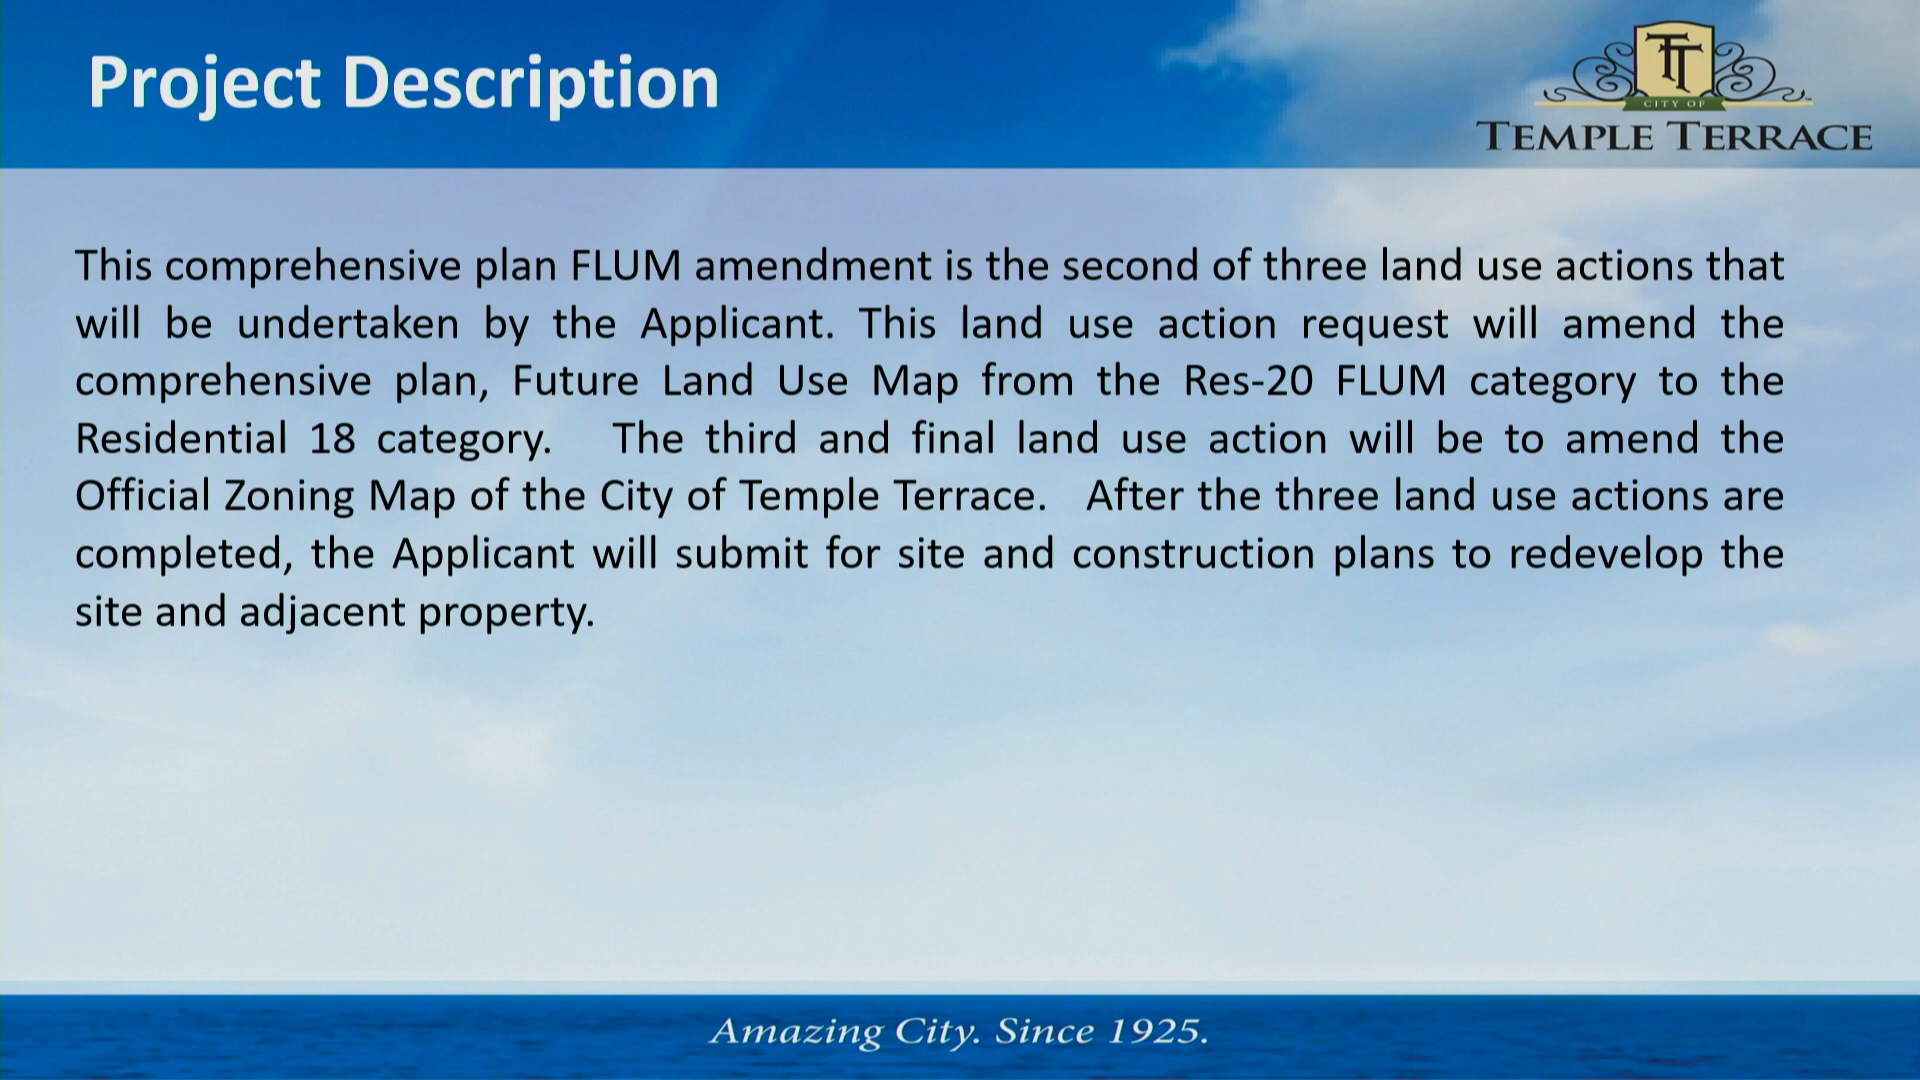 Project Description
TT
CITY OF
TEMPLE TERRACE
This comprehensive plan FLUM amendment is the second of three land use actions that
will be undertaken by the Applicant. This land use action request will amend the
comprehensive plan, Future Land Use Map from the Res-20 FLUM category to the
Residential 18 category. The third and final land use action will be to amend the
Official Zoning Map of the City of Temple Terrace. After the three land use actions are
completed, the Applicant will submit for site and construction plans to redevelop the
site and adjacent property.
Amazing City. Since 1925.